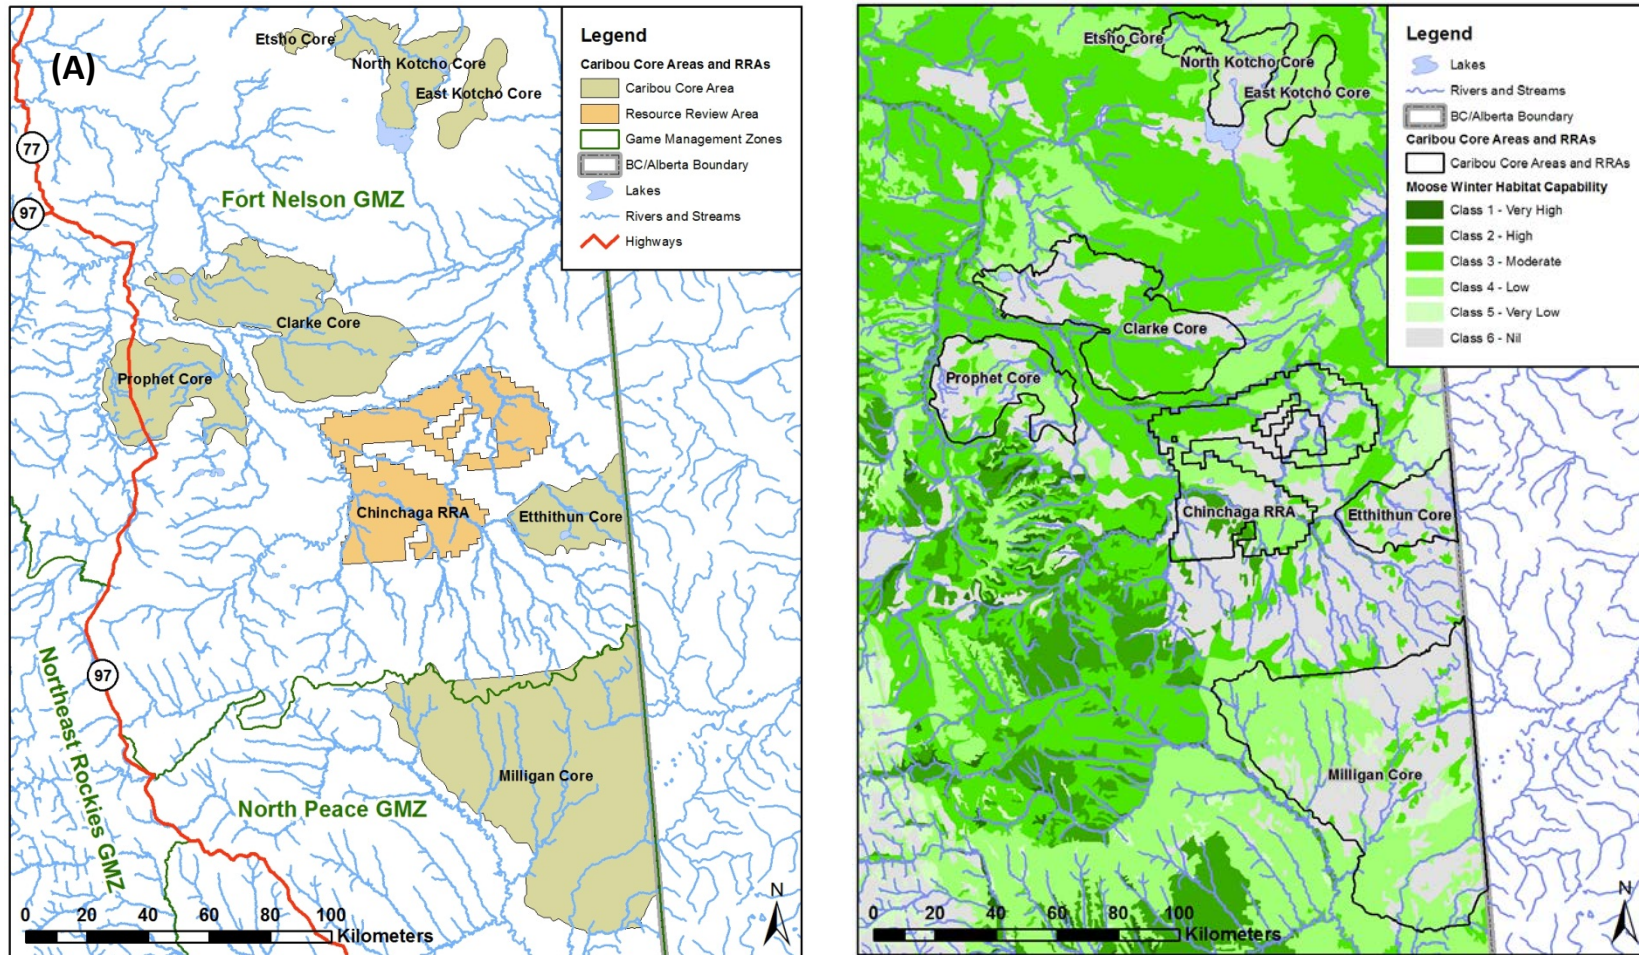 (A)
Etsho Core
North Kotcho Core
East Kotcho Core
77
97
Fort Nelson GMZ
Clarke Core
Prophet Core
Chinchaga RRA
Etthithun Core
97
Northeast Rockies GMZ
Milligan Core
North Peace GMZ
0 20 40 60 80 100
Kilometers
N
Legend
Caribou Core Areas and RRAs
Caribou Core Area
Resource Review Area
Game Management Zones
BC/Alberta Boundary
Lakes
Rivers and Streams
Highways
Etsho Core
North Kotcho Core
East Kotcho Core
Clarke Core
Prophet Core
Chinchaga RRA
Etthithun Core
Milligan Core
0 20 40 60 80 100
Kilometers
N
Legend
Lakes
Rivers and Streams
BC/Alberta Boundary
Caribou Core Areas and RRAs
Caribou Core Areas and RRAs
Moose Winter Habitat Capability
Class 1 - Very High
Class 2 - High
Class 3 - Moderate
Class 4 - Low
Class 5 - Very Low
Class 6 - Nil